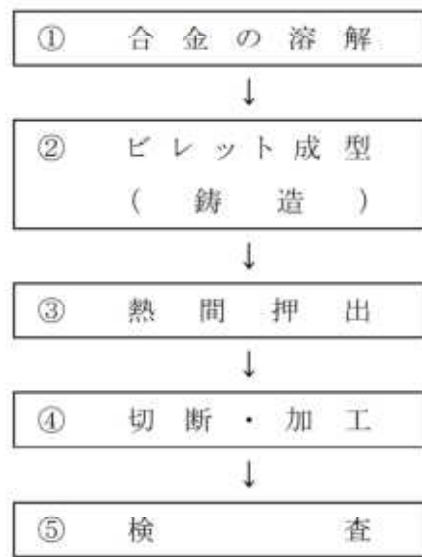 ① 合金の溶解
↓
② ビレット成型
(鋳造)
↓
③ 熱間押出
↓
④ 切断・加工
↓
⑤ 検査